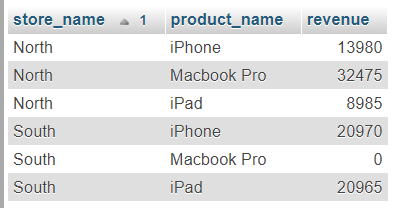 store_name 1 product_name revenue
North iPhone 13980
North Macbook Pro 32475
North iPad 8985
South iPhone 20970
South Macbook Pro 0
South iPad 20965